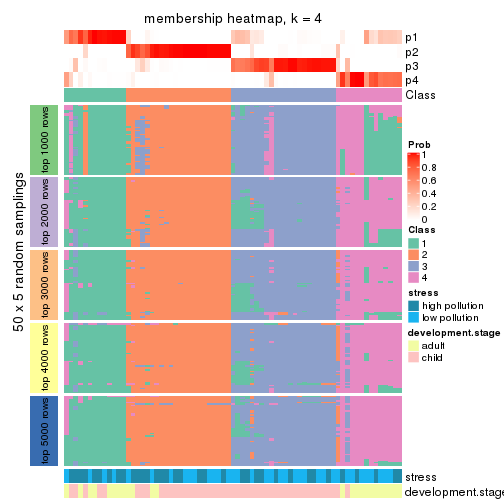 membership heatmap, k = 4
p1
p2
p3
p4
Class
50 x 5 random samplings
top 1000 rows
top 2000 rows
top 3000 rows
top 4000 rows
top 5000 rows
stress
development.stage
Prob
1
0.8
0.6
0.4
0.2
0
Class
1
2
3
4
stress
high pollution
low pollution
development.stage
adult
child